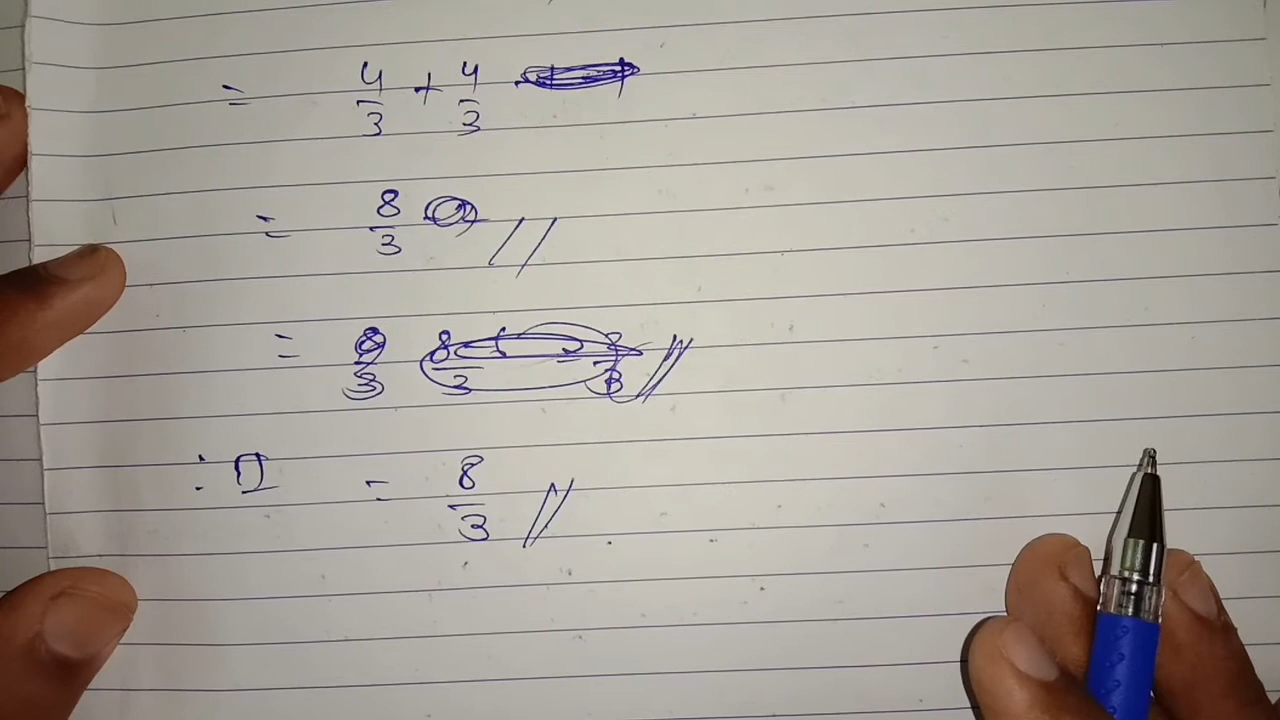 = 4/3 + 4/3
= 8/3 //
= 8/3 //
∴ I = 8/3 //